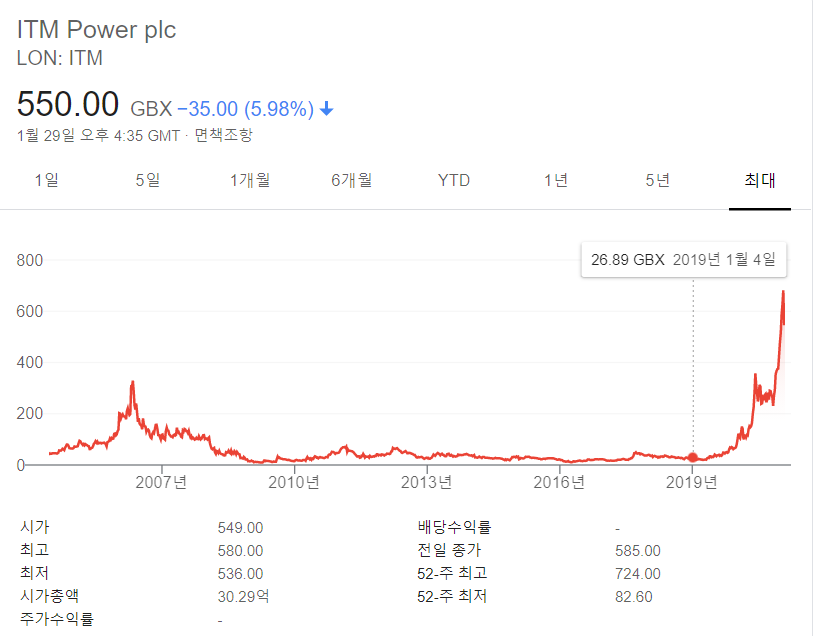 ITM Power plc
LON: ITM
550.00 GBX −35.00 (5.98%)
1월 29일 오후 4:35 GMT · 면책조항
1일 5일 1개월 6개월 YTD 1년 5년 최대
26.89 GBX 2019년 1월 4일
800
600
400
200
0
2007년 2010년 2013년 2016년 2019년
시가 549.00 배당수익률 -
최고 580.00 전일 종가 585.00
최저 536.00 52-주 최고 724.00
시가총액 30.29억 52-주 최저 82.60
주가수익률 -